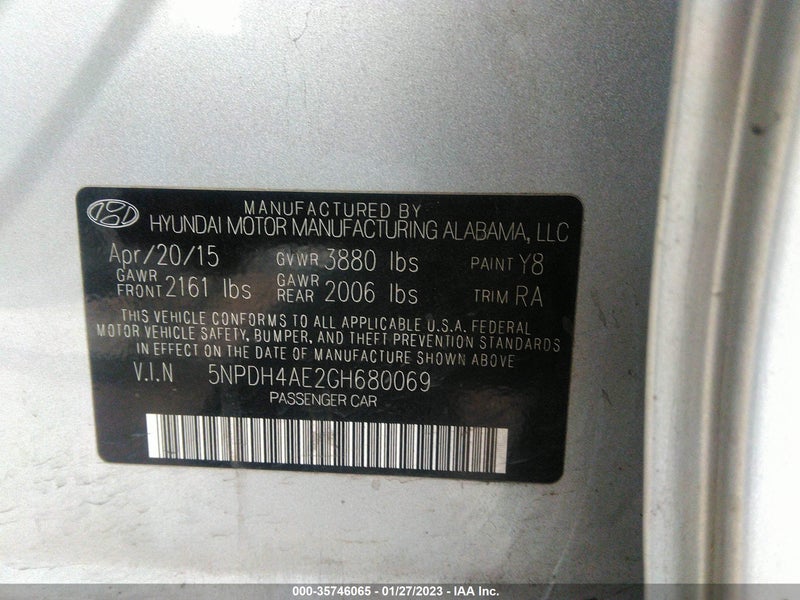 MANUFACTURED BY
HYUNDAI MOTOR MANUFACTURING ALABAMA, LLC
Apr/20/15 GVWR 3880 lbs PAINT Y8
GAWR FRONT 2161 lbs GAWR REAR 2006 lbs TRIM RA
THIS VEHICLE CONFORMS TO ALL APPLICABLE U.S.A. FEDERAL
MOTOR VEHICLE SAFETY, BUMPER, AND THEFT PREVENTION STANDARDS
IN EFFECT ON THE DATE OF MANUFACTURE SHOWN ABOVE
V.I.N 5NPDH4AE2GH680069
PASSENGER CAR
000-35746065 - 01/27/2023 - IAA Inc.